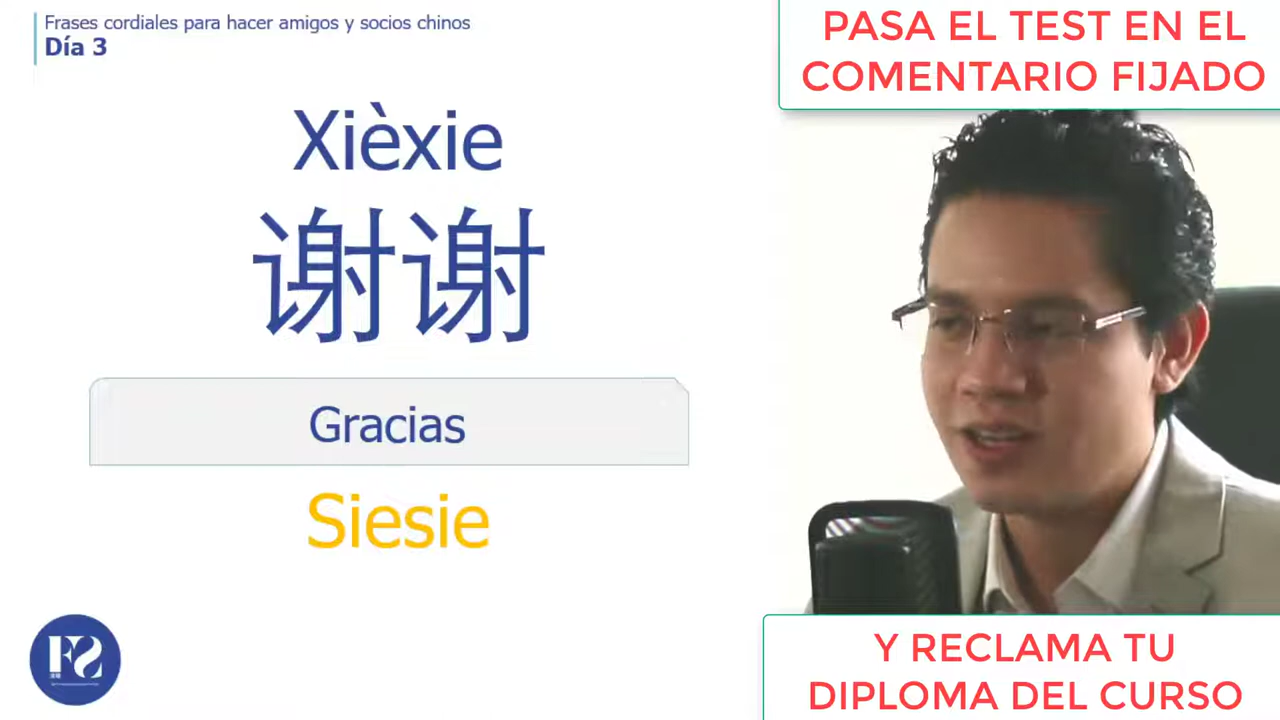 Frases cordiales para hacer amigos y socios chinos
Día 3
Xièxie
谢谢
Gracias
Siesie
PASA EL TEST EN EL
COMENTARIO FIJADO
Y RECLAMA TU
DIPLOMA DEL CURSO